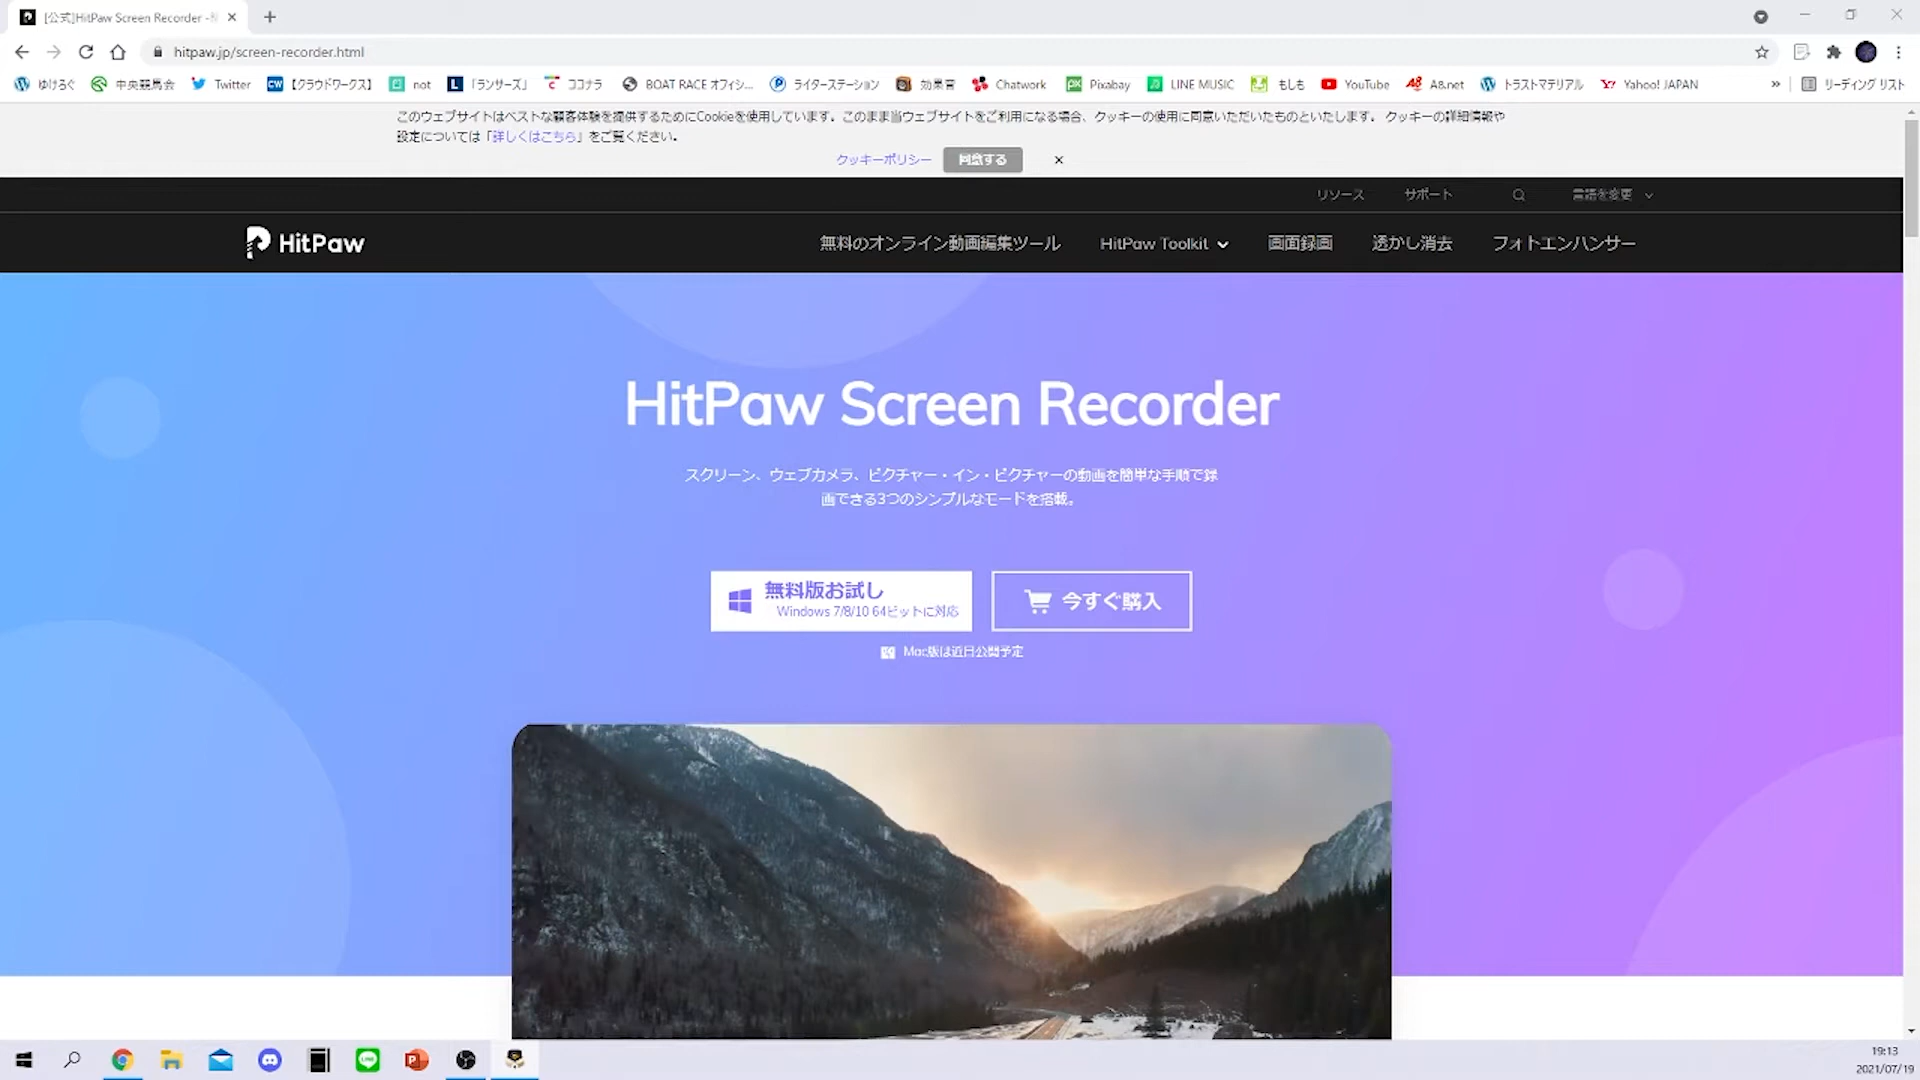 [公式]HitPaw Screen Recorder -
hitpaw.jp/screen-recorder.html
ゆけろぐ 中央競馬会 Twitter 【クラウドワークス】 not 「ランサーズ」 ココナラ BOAT RACE オフィシ... ライターステーション 効果音 Chatwork Pixabay LINE MUSIC もしも YouTube A8.net トラストマテリアル Yahoo! JAPAN » リーディング リスト
このウェブサイトはベストな顧客体験を提供するためにCookieを使用しています。このまま当ウェブサイトをご利用になる場合、クッキーの使用に同意いただいたものといたします。 クッキーの詳細情報や
設定については「詳しくはこちら」をご覧ください。
クッキーポリシー 同意する ×
リソース サポート 言語を変更
HitPaw 無料のオンライン動画編集ツール HitPaw Toolkit 画面録画 透かし消去 フォトエンハンサー
HitPaw Screen Recorder
スクリーン、ウェブカメラ、ピクチャー・イン・ピクチャーの動画を簡単な手順で録
画できる3つのシンプルなモードを搭載。
無料版お試し
Windows 7/8/10 64ビットに対応
今すぐ購入
Mac版は近日公開予定
19:13
2021/07/19